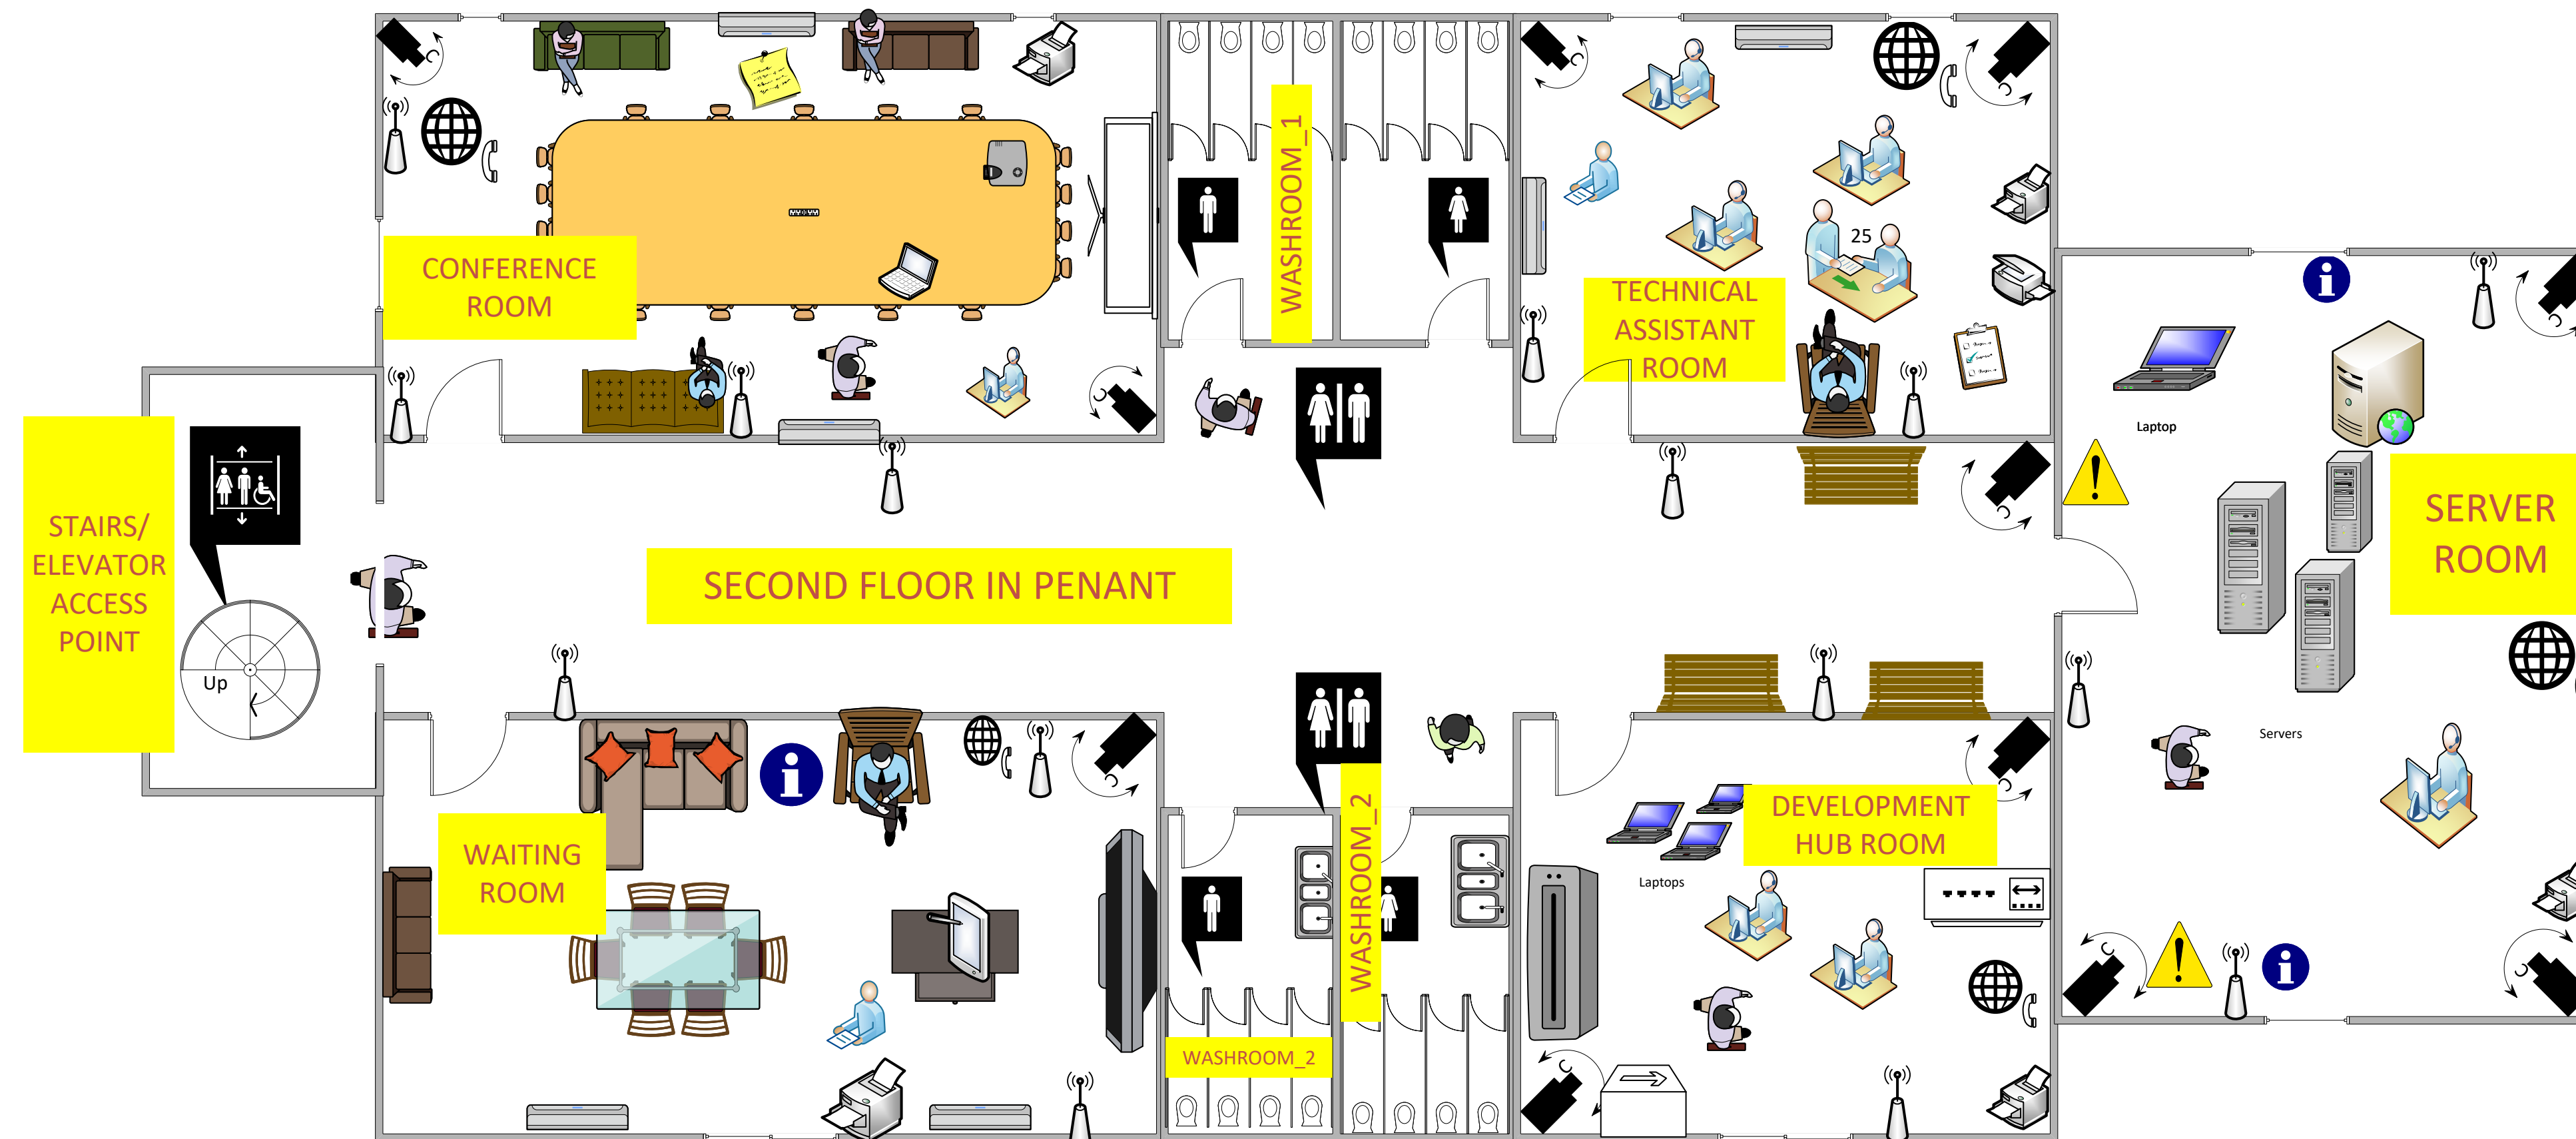 CONFERENCE
ROOM
WASHROOM_1
25
TECHNICAL
ASSISTANT
ROOM
Laptop
STAIRS/
ELEVATOR
ACCESS
POINT
Up
SECOND FLOOR IN PENANT
SERVER
ROOM
Servers
WAITING
ROOM
WASHROOM_2
WASHROOM_2
Laptops
DEVELOPMENT
HUB ROOM